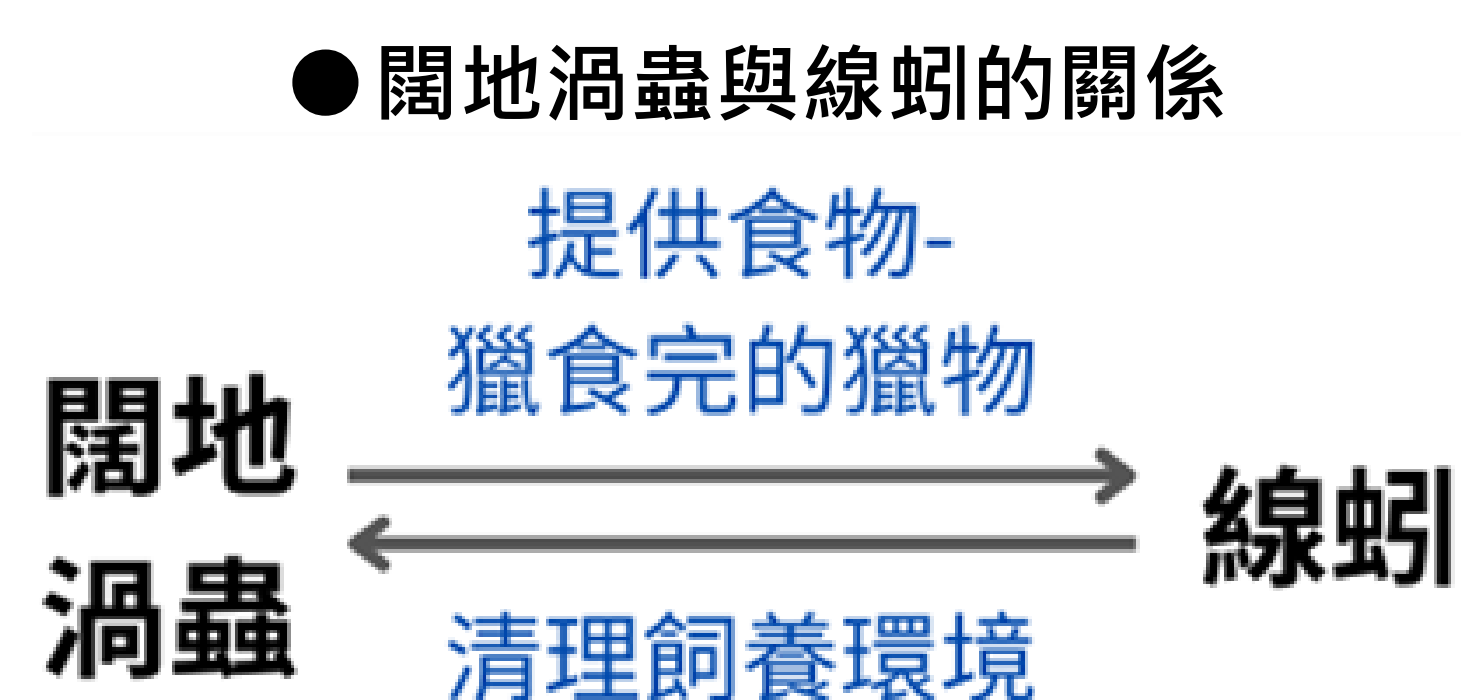 ●闊地渦蟲與線蚓的關係
提供食物-
獵食完的獵物
闊地
渦蟲
線蚓
清理飼養環境